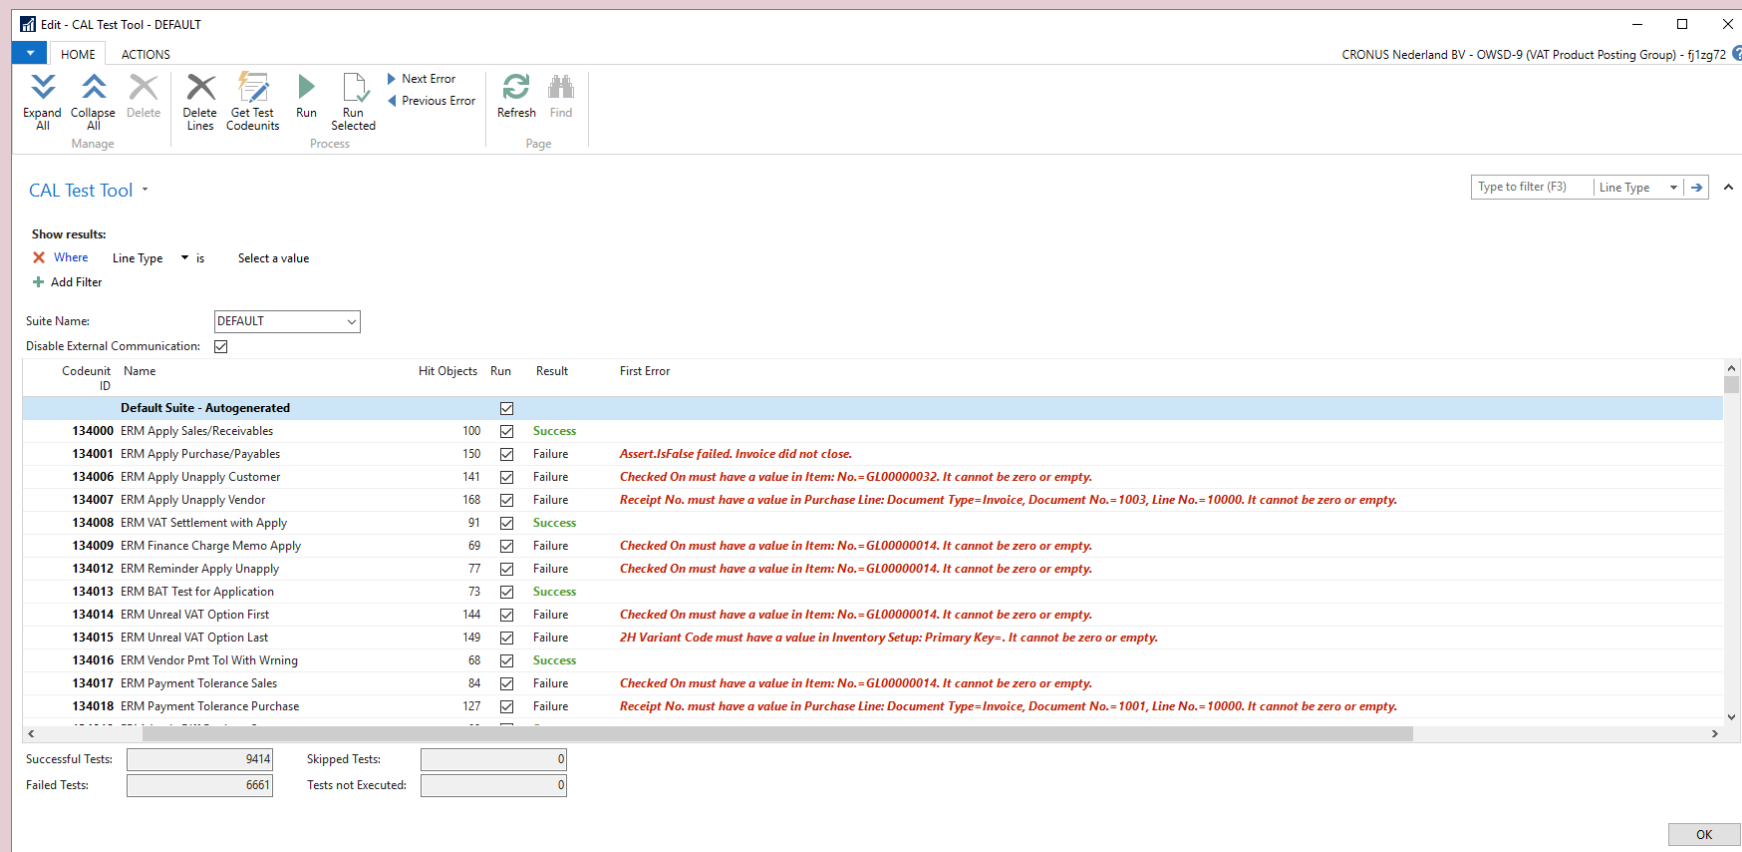 Edit - CAL Test Tool - DEFAULT
HOME ACTIONS CRONUS Nederland BV - OWSD-9 (VAT Product Posting Group) - fj1zg72
Expand All
Collapse All
Delete
Manage
Delete Lines
Get Test Codeunits
Run
Run Selected
Next Error
Previous Error
Process
Refresh
Find
Page
CAL Test Tool
Type to filter (F3) Line Type
Show results:
Where Line Type is Select a value
Add Filter
Suite Name: DEFAULT
Disable External Communication:
Codeunit ID Name Hit Objects Run Result First Error
Default Suite - Autogenerated
134000 ERM Apply Sales/Receivables 100 Success
134001 ERM Apply Purchase/Payables 150 Failure Assert.IsFalse failed. Invoice did not close.
134006 ERM Apply Unapply Customer 141 Failure Checked On must have a value in Item: No.=GL00000032. It cannot be zero or empty.
134007 ERM Apply Unapply Vendor 168 Failure Receipt No. must have a value in Purchase Line: Document Type=Invoice, Document No.=1003, Line No.=10000. It cannot be zero or empty.
134008 ERM VAT Settlement with Apply 91 Success
134009 ERM Finance Charge Memo Apply 69 Failure Checked On must have a value in Item: No.=GL00000014. It cannot be zero or empty.
134012 ERM Reminder Apply Unapply 77 Failure Checked On must have a value in Item: No.=GL00000014. It cannot be zero or empty.
134013 ERM BAT Test for Application 73 Success
134014 ERM Unreal VAT Option First 144 Failure Checked On must have a value in Item: No.=GL00000014. It cannot be zero or empty.
134015 ERM Unreal VAT Option Last 149 Failure 2H Variant Code must have a value in Inventory Setup: Primary Key=. It cannot be zero or empty.
134016 ERM Vendor Pmt Tol With Wrning 68 Success
134017 ERM Payment Tolerance Sales 84 Failure Checked On must have a value in Item: No.=GL00000014. It cannot be zero or empty.
134018 ERM Payment Tolerance Purchase 127 Failure Receipt No. must have a value in Purchase Line: Document Type=Invoice, Document No.=1001, Line No.=10000. It cannot be zero or empty.
Successful Tests: 9414 Skipped Tests: 0
Failed Tests: 6661 Tests not Executed: 0
OK